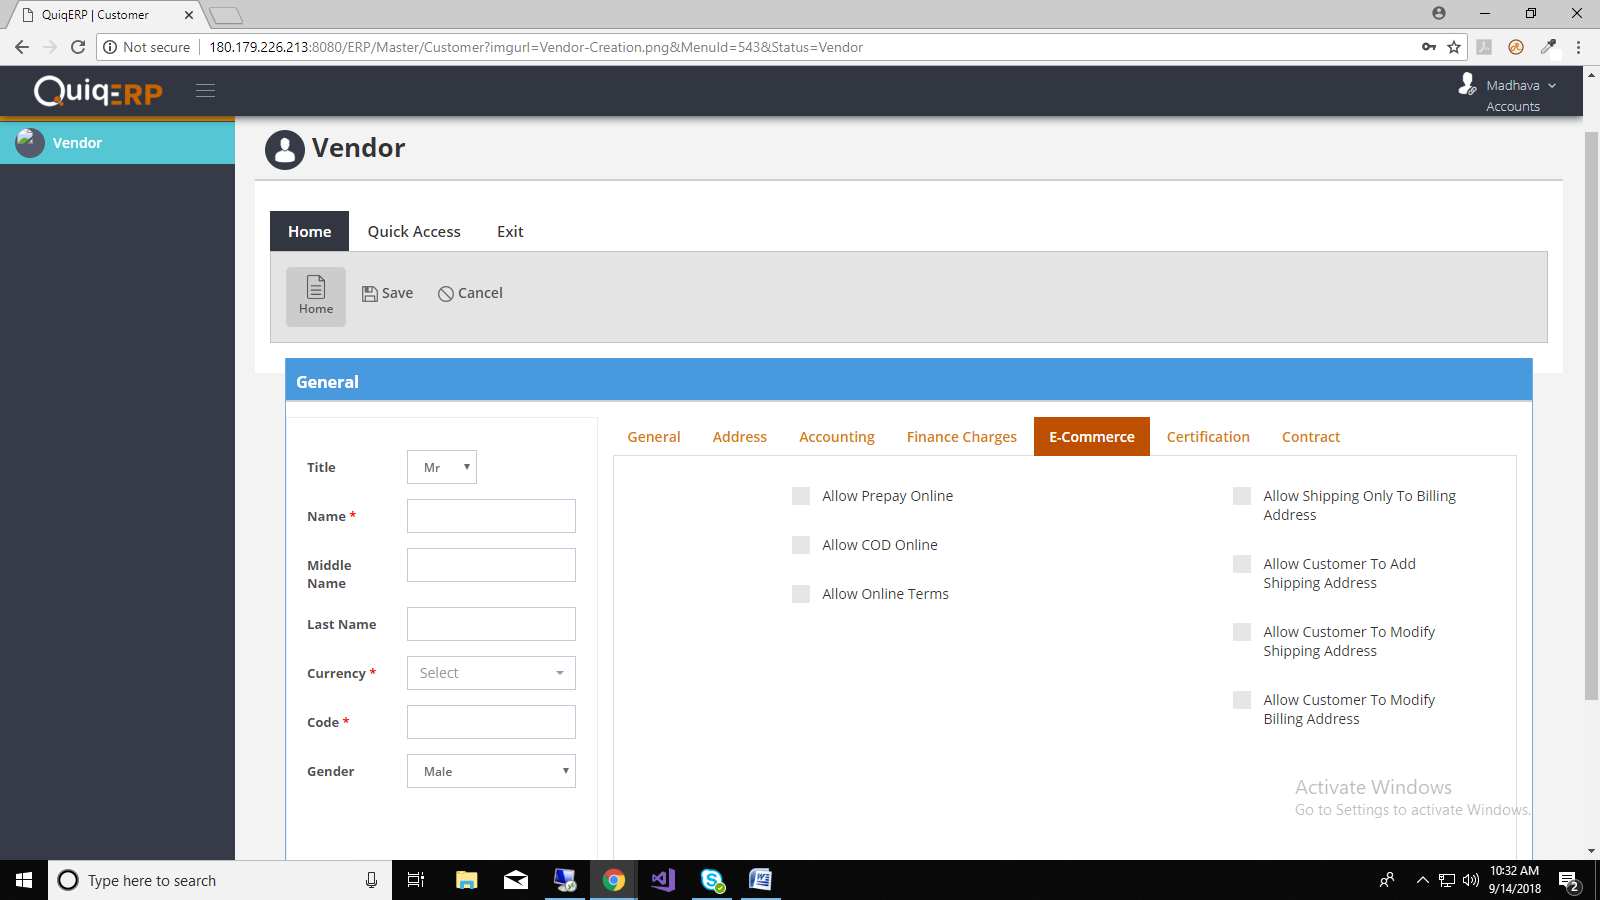 QuiqERP | Customer
Not secure
180.179.226.213:8080/ERP/Master/Customer?imgurl=Vendor-Creation.png&MenuId=543&Status=Vendor
QuiqERP
Madhava
Accounts
Vendor
Vendor
Home Quick Access Exit
Home
Save Cancel
General
General Address Accounting Finance Charges E-Commerce Certification Contract
Title
Mr
Name *
Middle
Name
Last Name
Currency *
Select
Code *
Gender
Male
Allow Prepay Online
Allow COD Online
Allow Online Terms
Allow Shipping Only To Billing
Address
Allow Customer To Add
Shipping Address
Allow Customer To Modify
Shipping Address
Allow Customer To Modify
Billing Address
Activate Windows
Go to Settings to activate Windows.
Type here to search
10:32 AM
9/14/2018
2